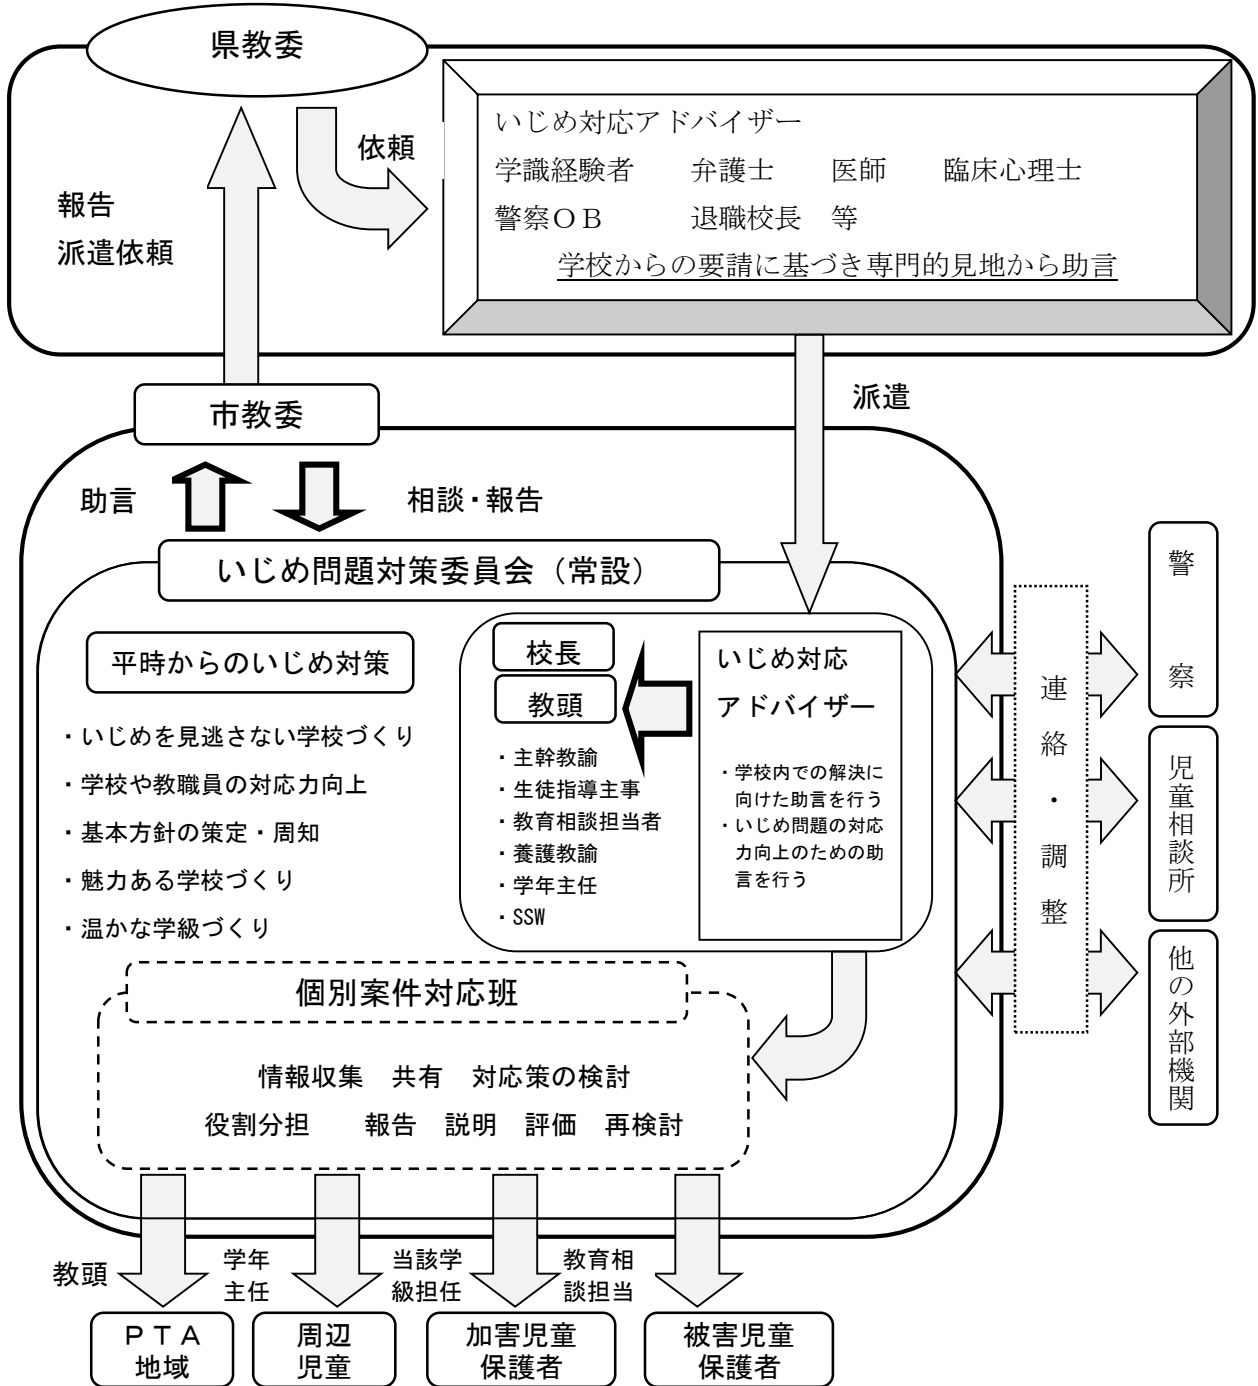 県教委
いじめ対応アドバイザー
学識経験者　　弁護士　　医師　　臨床心理士
警察ＯＢ　　　退職校長　等
学校からの要請に基づき専門的見地から助言
依頼
報告
派遣依頼
派遣
市教委
助言
相談・報告
いじめ問題対策委員会（常設）
平時からのいじめ対策
・いじめを見逃さない学校づくり
・学校や教職員の対応力向上
・基本方針の策定・周知
・魅力ある学校づくり
・温かな学級づくり
校長
教頭
・主幹教諭
・生徒指導主事
・教育相談担当者
・養護教諭
・学年主任
・SSW
いじめ対応
アドバイザー
・学校内での解決に
向けた助言を行う
・いじめ問題の対応
力向上のための助
言を行う
連絡・調整
警察
児童相談所
他の外部機関
個別案件対応班
情報収集　共有　対応策の検討
役割分担　　報告　説明　評価　再検討
教頭
学年
主任
当該学
級担任
教育相
談担当
ＰＴＡ
地域
周辺
児童
加害児童
保護者
被害児童
保護者